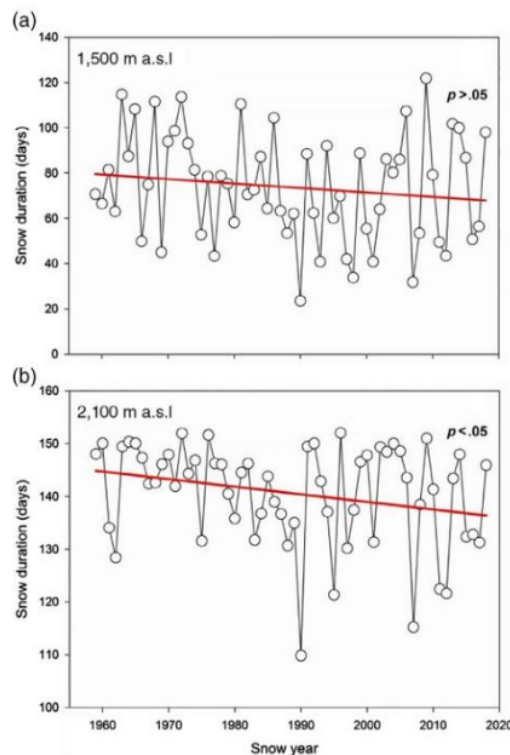 (a)
1,500 m a.s.l
p >.05
140
120
100
80
60
40
20
0
Snow duration (days)
(b)
2,100 m a.s.l
p <.05
160
150
140
130
120
110
100
Snow duration (days)
1960 1970 1980 1990 2000 2010 2020
Snow year